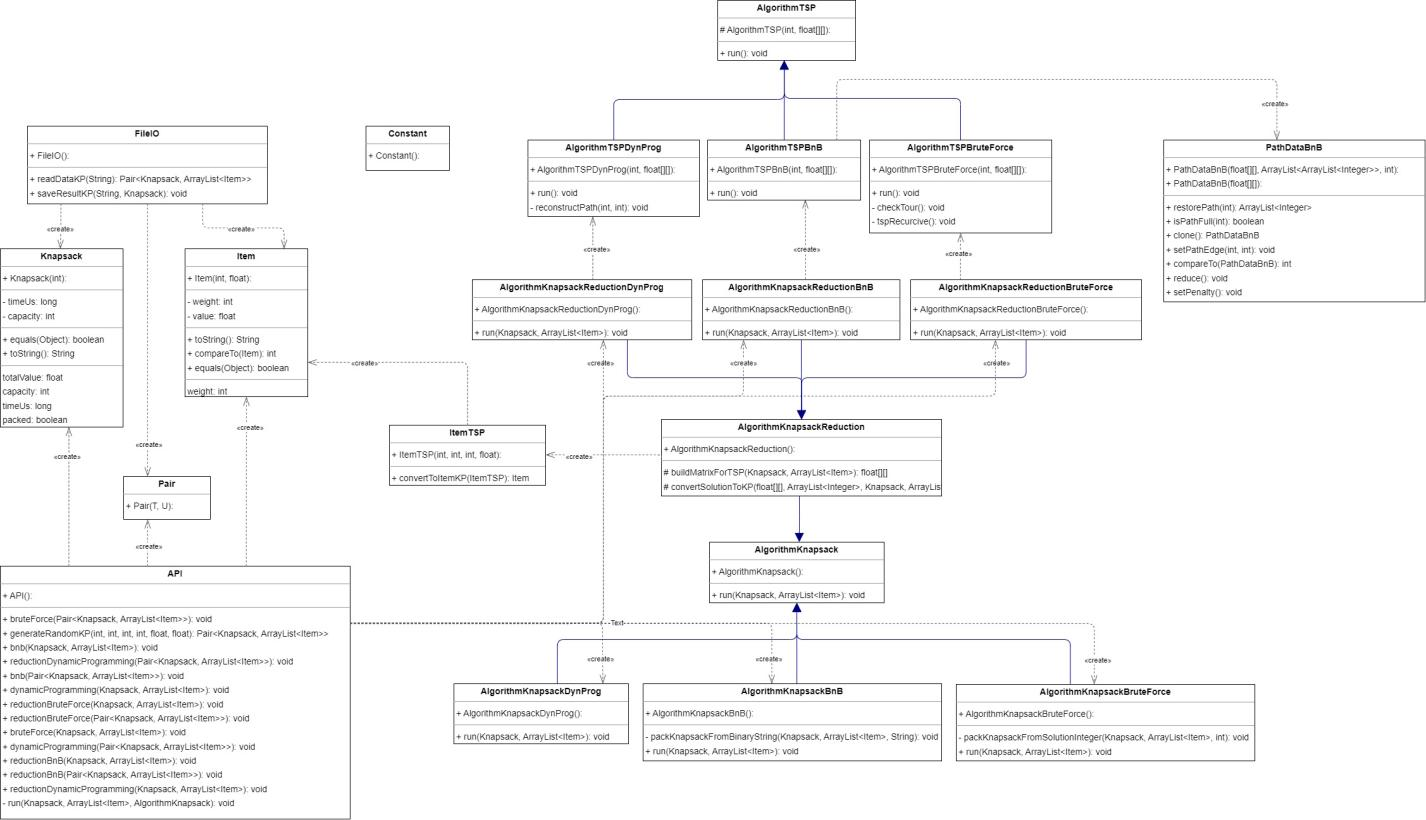 AlgorithmTSP
# AlgorithmTSP(int, float[][]):
+ run(): void
«create»
FileIO
+ FileIO():
+ readDataKP(String): Pair<Knapsack, ArrayList<Item>>
+ saveResultKP(String, Knapsack): void
Constant
+ Constant():
AlgorithmTSPDynProg
+ AlgorithmTSPDynProg(int, float[][]):
+ run(): void
- reconstructPath(int, int): void
AlgorithmTSPBnB
+ AlgorithmTSPBnB(int, float[][]):
+ run(): void
AlgorithmTSPBruteForce
+ AlgorithmTSPBruteForce(int, float[][]):
+ run(): void
- checkTour(): void
- tspRecurcive(): void
PathDataBnB
+ PathDataBnB(float[][], ArrayList<ArrayList<Integer>>, int):
+ PathDataBnB(float[][]):
+ restorePath(int): ArrayList<Integer>
+ isPathFull(int): boolean
+ clone(): PathDataBnB
+ setPathEdge(int, int): void
+ compareTo(PathDataBnB): int
+ reduce(): void
+ setPenalty(): void
«create»
«create»
«create»
«create»
«create»
Knapsack
+ Knapsack(int):
- timeUs: long
- capacity: int
+ equals(Object): boolean
+ toString(): String
totalValue: float
capacity: int
timeUs: long
packed: boolean
Item
+ Item(int, float):
- weight: int
- value: float
+ toString(): String
+ compareTo(Item): int
+ equals(Object): boolean
weight: int
AlgorithmKnapsackReductionDynProg
+ AlgorithmKnapsackReductionDynProg():
+ run(Knapsack, ArrayList<Item>): void
AlgorithmKnapsackReductionBnB
+ AlgorithmKnapsackReductionBnB():
+ run(Knapsack, ArrayList<Item>): void
AlgorithmKnapsackReductionBruteForce
+ AlgorithmKnapsackReductionBruteForce():
+ run(Knapsack, ArrayList<Item>): void
«create»
«create»
«create»
«create»
ItemTSP
+ ItemTSP(int, int, int, float):
+ convertToItemKP(ItemTSP): Item
«create»
AlgorithmKnapsackReduction
+ AlgorithmKnapsackReduction():
# buildMatrixForTSP(Knapsack, ArrayList<Item>): float[][]
# convertSolutionToKP(float[][], ArrayList<Integer>, Knapsack, ArrayLis
«create»
«create»
«create»
Pair
+ Pair(T, U):
«create»
AlgorithmKnapsack
+ AlgorithmKnapsack():
+ run(Knapsack, ArrayList<Item>): void
API
+ API():
+ bruteForce(Pair<Knapsack, ArrayList<Item>>): void
+ generateRandomKP(int, int, int, int, float, float): Pair<Knapsack, ArrayList<Item>>
+ bnb(Knapsack, ArrayList<Item>): void
+ reductionDynamicProgramming(Pair<Knapsack, ArrayList<Item>>): void
+ bnb(Pair<Knapsack, ArrayList<Item>>): void
+ dynamicProgramming(Knapsack, ArrayList<Item>): void
+ reductionBruteForce(Knapsack, ArrayList<Item>): void
+ reductionBruteForce(Pair<Knapsack, ArrayList<Item>>): void
+ bruteForce(Knapsack, ArrayList<Item>): void
+ dynamicProgramming(Pair<Knapsack, ArrayList<Item>>): void
+ reductionBnB(Knapsack, ArrayList<Item>): void
+ reductionBnB(Pair<Knapsack, ArrayList<Item>>): void
+ reductionDynamicProgramming(Knapsack, ArrayList<Item>): void
- run(Knapsack, ArrayList<Item>, AlgorithmKnapsack): void
Text
«create»
«create»
«create»
AlgorithmKnapsackDynProg
+ AlgorithmKnapsackDynProg():
+ run(Knapsack, ArrayList<Item>): void
AlgorithmKnapsackBnB
+ AlgorithmKnapsackBnB():
- packKnapsackFromBinaryString(Knapsack, ArrayList<Item>, String): void
+ run(Knapsack, ArrayList<Item>): void
AlgorithmKnapsackBruteForce
+ AlgorithmKnapsackBruteForce():
- packKnapsackFromSolutionInteger(Knapsack, ArrayList<Item>, int): void
+ run(Knapsack, ArrayList<Item>): void